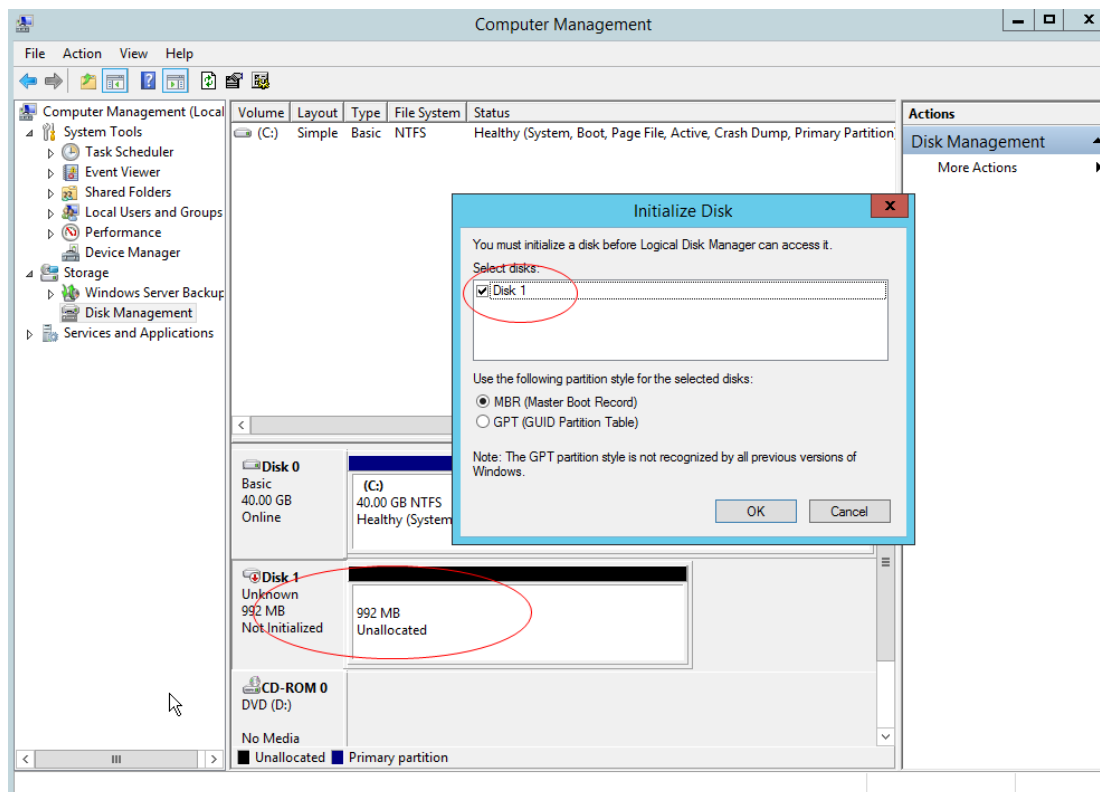 Computer Management
File Action View Help
Computer Management (Local
System Tools
Task Scheduler
Event Viewer
Shared Folders
Local Users and Groups
Performance
Device Manager
Storage
Windows Server Backup
Disk Management
Services and Applications
Volume Layout Type File System Status
(C:) Simple Basic NTFS Healthy (System, Boot, Page File, Active, Crash Dump, Primary Partition)
Actions
Disk Management
More Actions
Initialize Disk
You must initialize a disk before Logical Disk Manager can access it.
Select disks:
Disk 1
Use the following partition style for the selected disks:
MBR (Master Boot Record)
GPT (GUID Partition Table)
Note: The GPT partition style is not recognized by all previous versions of
Windows.
OK Cancel
Disk 0
Basic
40.00 GB
Online
(C:)
40.00 GB NTFS
Healthy (System
Disk 1
Unknown
992 MB
Not Initialized
992 MB
Unallocated
CD-ROM 0
DVD (D:)
No Media
Unallocated Primary partition